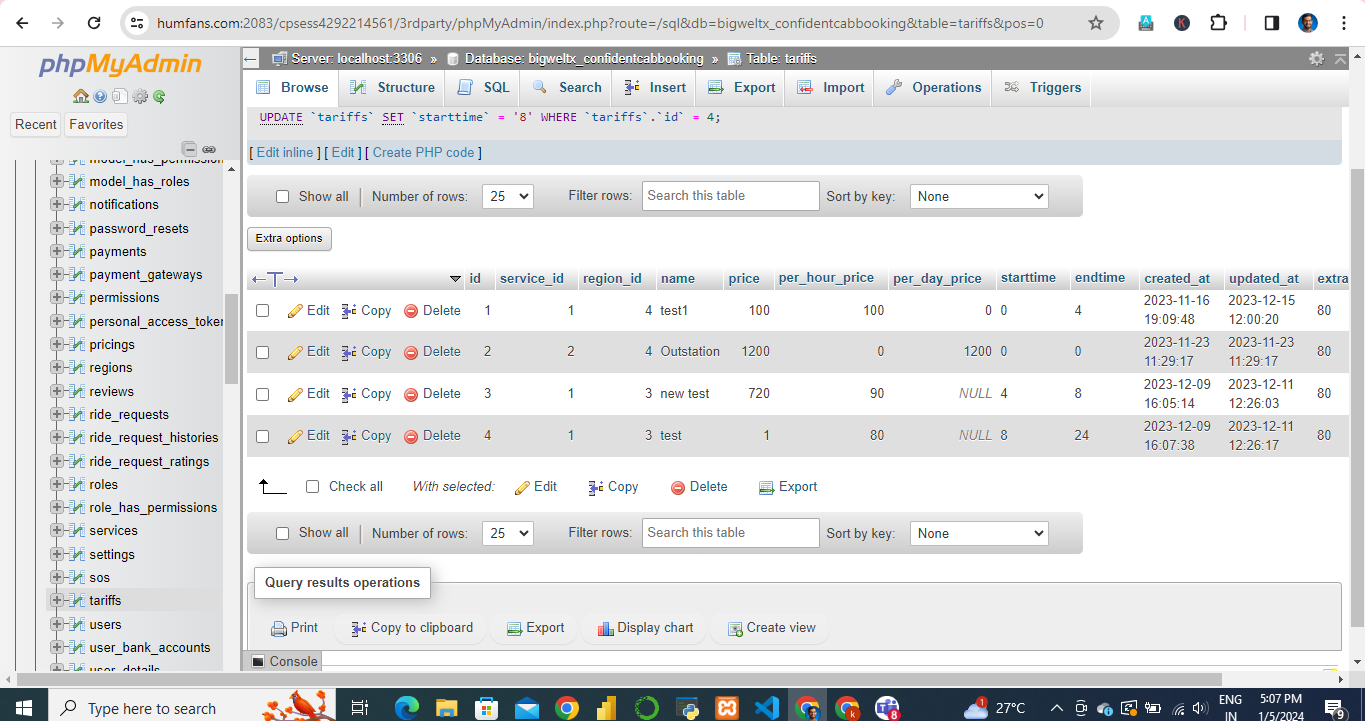 humfans.com:2083/cpsess4292214561/3rdparty/phpMyAdmin/index.php?route=/sql&db=bigweltx_confidentcabbooking&table=tariffs&pos=0
K
phpMyAdmin
Recent Favorites
model_has_permission
model_has_roles
notifications
password_resets
payments
payment_gateways
permissions
personal_access_toker
pricings
regions
reviews
ride_requests
ride_request_histories
ride_request_ratings
roles
role_has_permissions
services
settings
sos
tariffs
users
user_bank_accounts
user_details
Server: localhost:3306 » Database: bigweltx_confidentcabbooking » Table: tariffs
Browse Structure SQL Search Insert Export Import Operations Triggers
UPDATE `tariffs` SET `starttime` = '8' WHERE `tariffs`.`id` = 4;
[ Edit inline ] [ Edit ] [ Create PHP code ]
Show all Number of rows: 25 Filter rows: Search this table Sort by key: None
Extra options
←T→ id service_id region_id name price per_hour_price per_day_price starttime endtime created_at updated_at extra
Edit Copy Delete 1 1 4 test1 100 100 0 0 4 2023-11-16 19:09:48 2023-12-15 12:00:20 80
Edit Copy Delete 2 2 4 Outstation 1200 0 1200 0 0 2023-11-23 11:29:17 2023-11-23 11:29:17 80
Edit Copy Delete 3 1 3 new test 720 90 NULL 4 8 2023-12-09 16:05:14 2023-12-11 12:26:03 80
Edit Copy Delete 4 1 3 test 1 80 NULL 8 24 2023-12-09 16:07:38 2023-12-11 12:26:17 80
Check all With selected: Edit Copy Delete Export
Show all Number of rows: 25 Filter rows: Search this table Sort by key: None
Query results operations
Print Copy to clipboard Export Display chart Create view
Console
Type here to search
k
8
1
27°C
ENG
IN
5:07 PM
1/5/2024
9